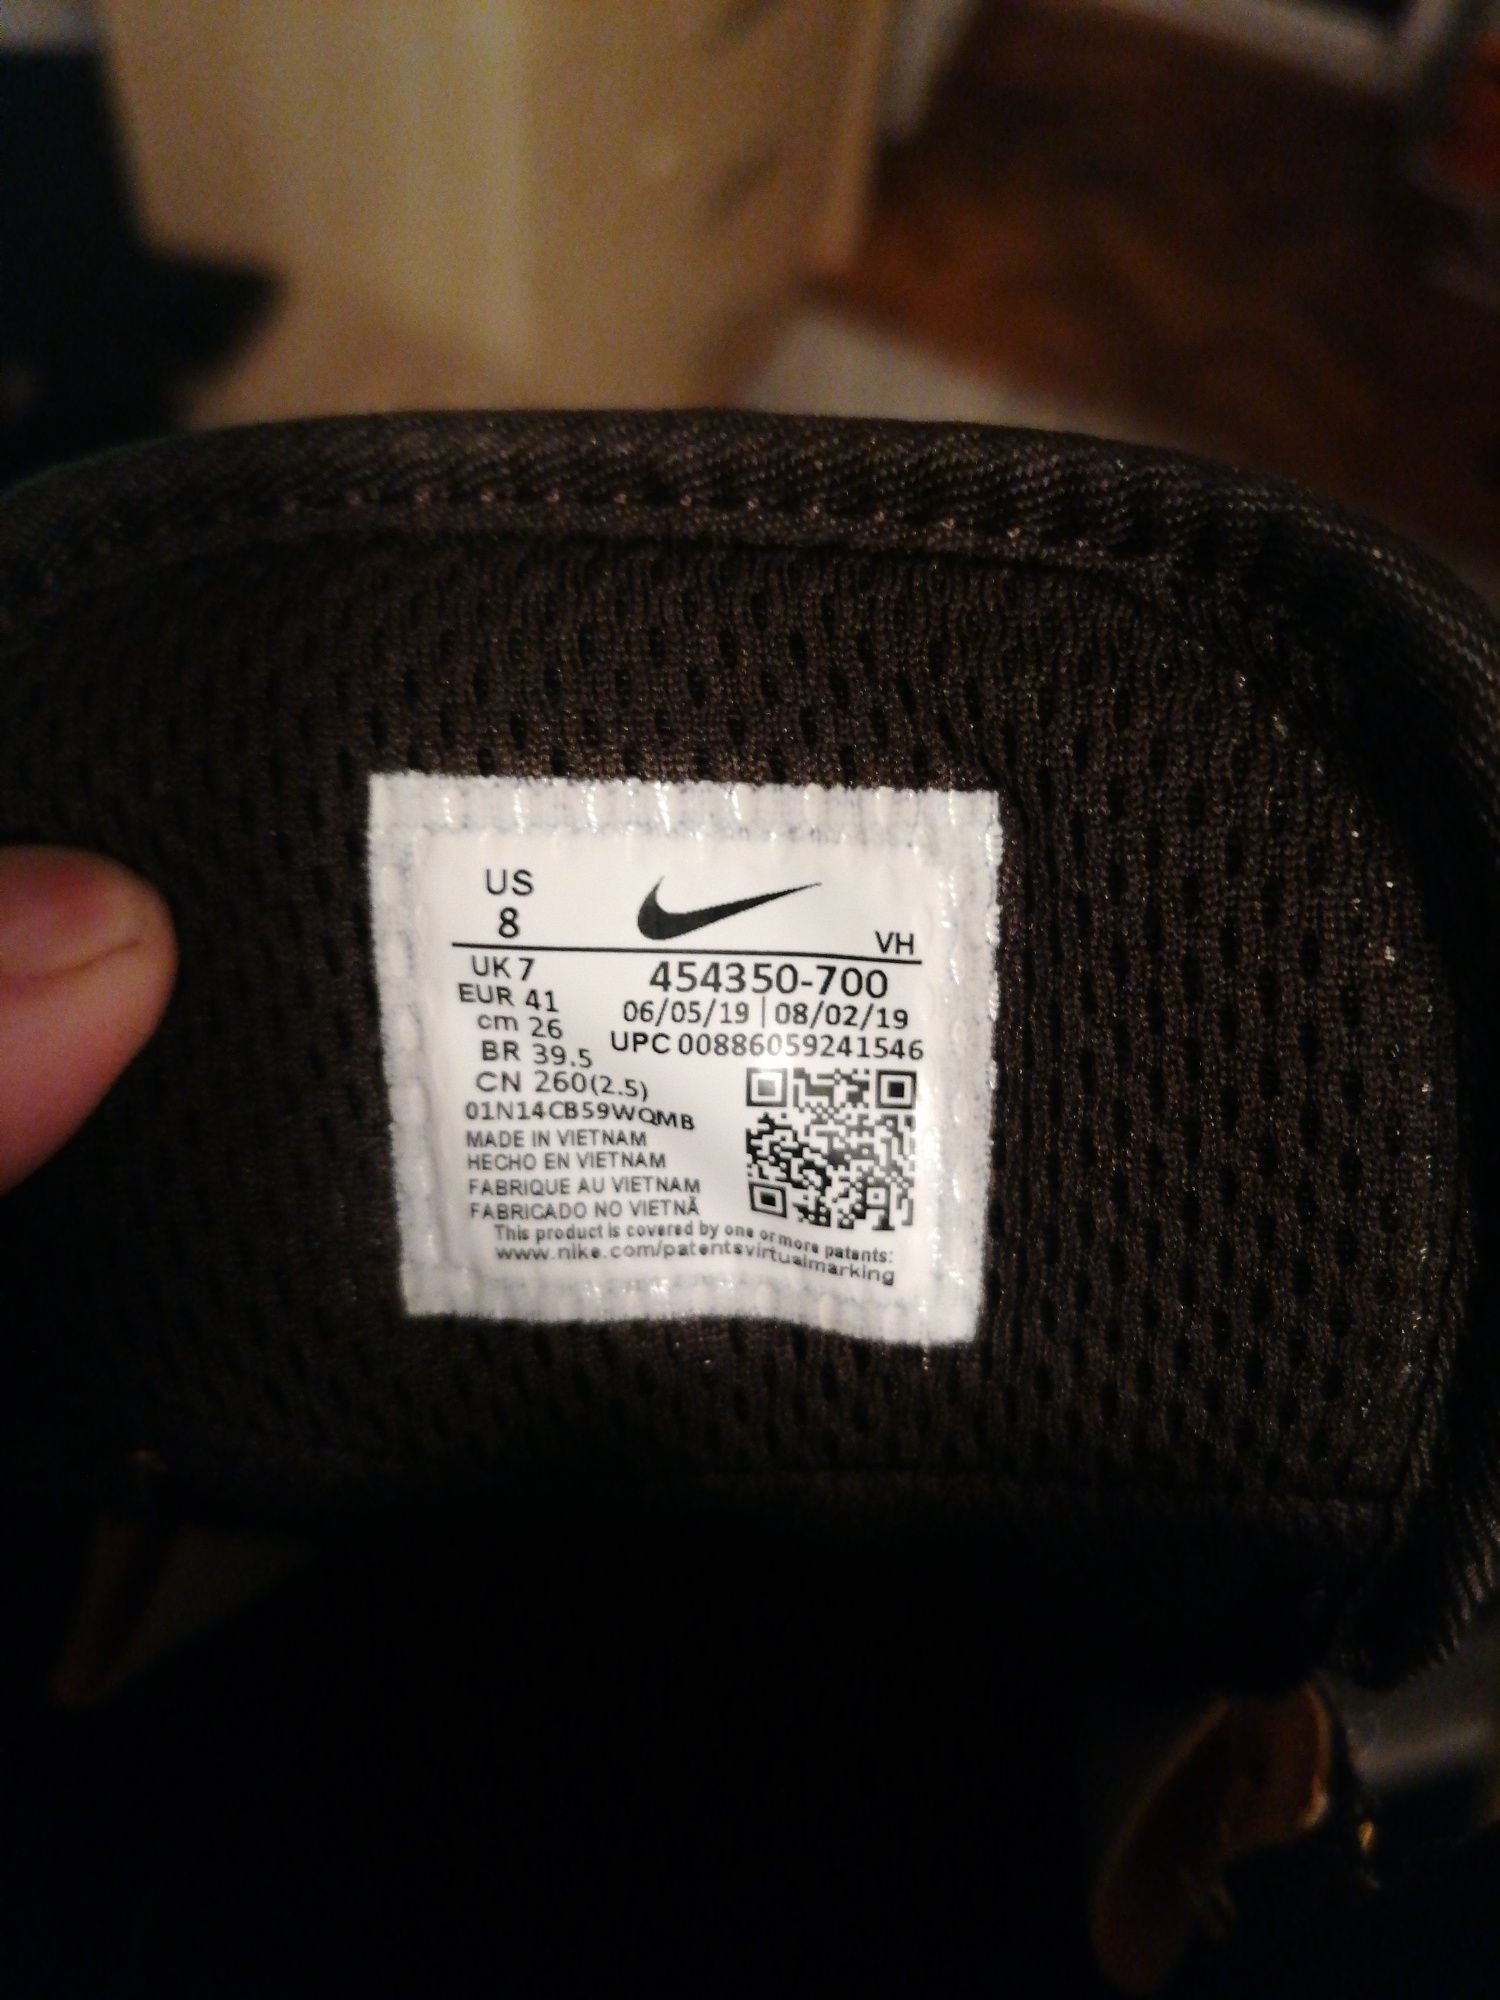 US
8
VH
UK 7
454350-700
EUR 41
06/05/19 | 08/02/19
cm 26
UPC 00886059241546
BR 39.5
CN 260(2.5)
01N14CB59WQMB
MADE IN VIETNAM
HECHO EN VIETNAM
FABRIQUE AU VIETNAM
FABRICADO NO VIETNÃ
This product is covered by one or more patents:
www.nike.com/patentsvirtualmarking